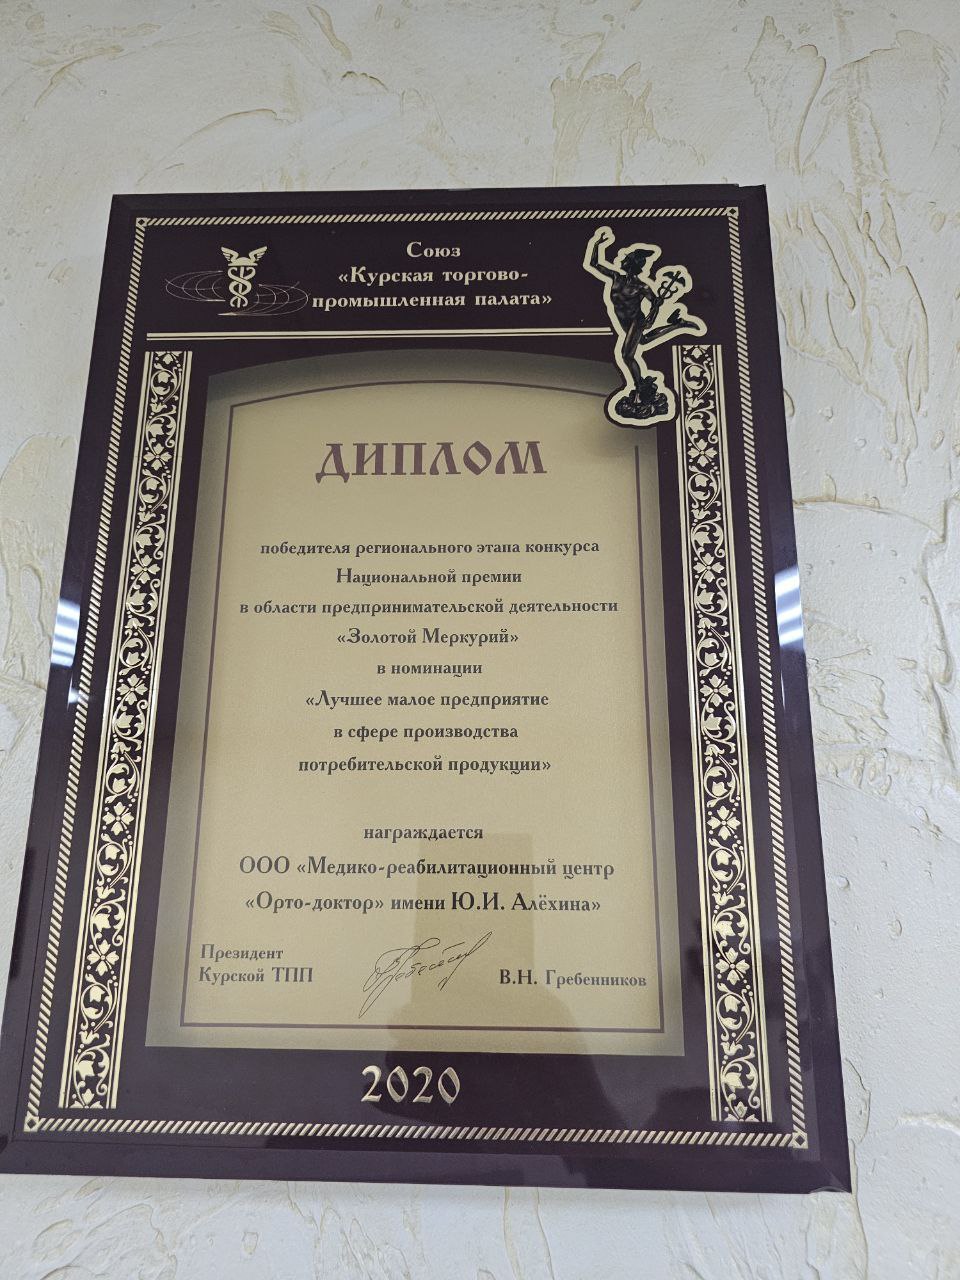 Союз
«Курская торгово-
промышленная палата»
ДИПЛОМ
победителя регионального этапа конкурса
Национальной премии
в области предпринимательской деятельности
«Золотой Меркурий»
в номинации
«Лучшее малое предприятие
в сфере производства
потребительской продукции»
награждается
ООО «Медико-реабилитационный центр
«Орто-доктор» имени Ю.И. Алёхина»
Президент
Курской ТПП
В.Н. Гребенников
2020